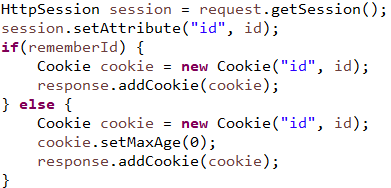 HttpSession session = request.getSession();
session.setAttribute("id", id);
if(rememberId) {
    Cookie cookie = new Cookie("id", id);
    response.addCookie(cookie);
} else {
    Cookie cookie = new Cookie("id", id);
    cookie.setMaxAge(0);
    response.addCookie(cookie);
}